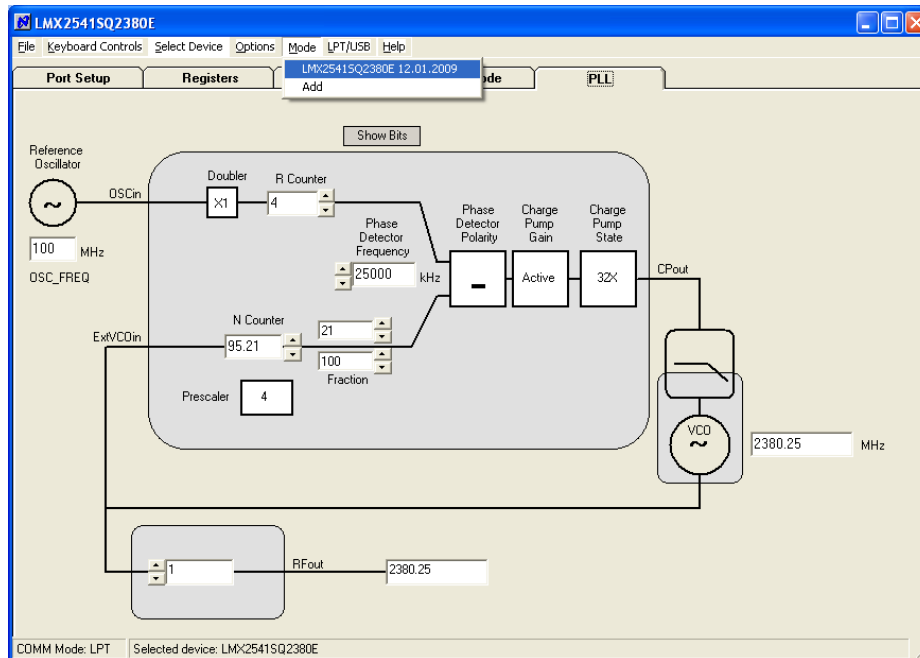 LMX2541SQ2380E
File Keyboard Controls Select Device Options Mode LPT/USB Help
LMX2541SQ2380E 12.01.2009
Add
Port Setup Registers PLL
Show Bits
Reference
Oscillator
OSCin
100 MHz
OSC_FREQ
Doubler
X1
R Counter
4
Phase
Detector
Frequency
25000 kHz
Phase
Detector
Polarity
-
Charge
Pump
Gain
Active
Charge
Pump
State
32X
CPout
ExtVCOin
N Counter
95.21
21
100
Fraction
Prescaler 4
VCO
2380.25 MHz
1
RFout
2380.25
COMM Mode: LPT Selected device: LMX2541SQ2380E